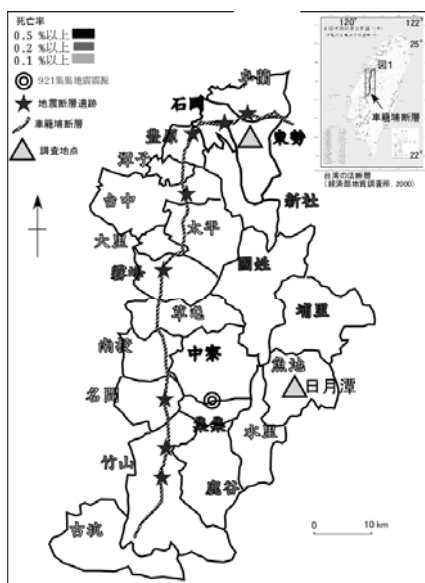 死亡率
0.5 %以上
0.2 %以上
0.1 %以上
921集集地震震源
地震断層遺跡
車籠埔断層
調査地点
120° 122°
25°
図1
車籠埔断層
22°
台湾の活断層
(経済部地質調査所, 2000)
卓蘭
石岡
豊原
東勢
潭子
新社
台中
太平
大里
霧峰
國姓
埔里
草屯
南投
中寮
魚池
日月潭
名間
集集
水里
竹山
鹿谷
古坑
0 10 km